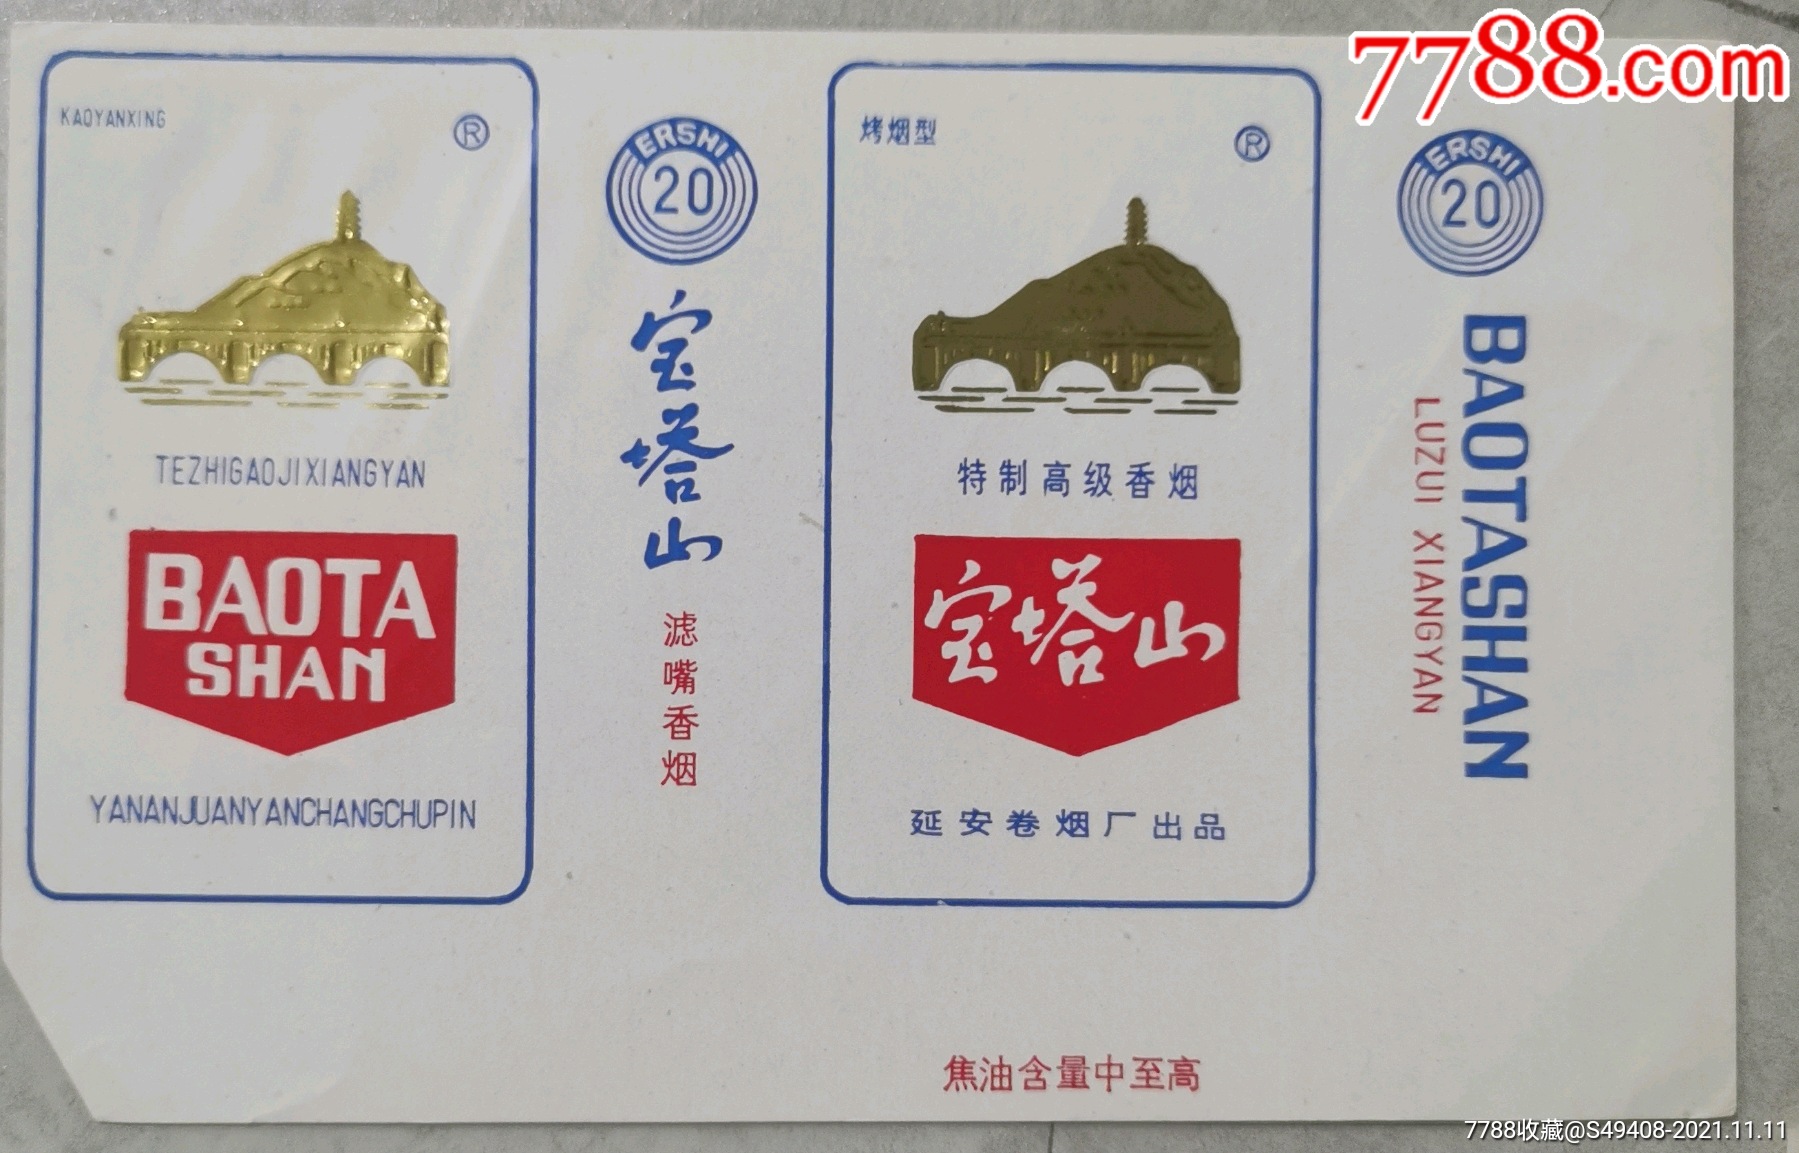 7788.com
KAOYANXING
®
TEZHIGAOJIXIANGYAN
BAOTA
SHAN
YANANJUANYANCHANGCHUPIN
ERSHI
20
宝塔山
滤嘴香烟
烤烟型
®
特制高级香烟
宝塔山
延安卷烟厂出品
ERSHI
20
BAOTASHAN
LUZUI XIANGYAN
焦油含量中至高
7788收藏@S49408-2021.11.11